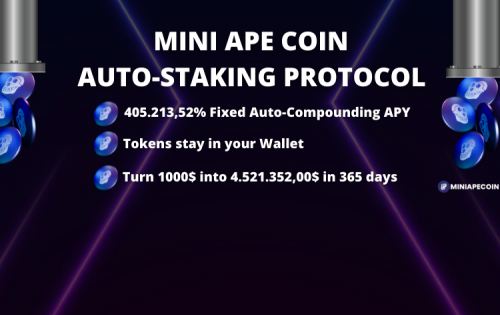 MINI APE COIN
AUTO-STAKING PROTOCOL
405.213,52% Fixed Auto-Compounding APY
Tokens stay in your Wallet
Turn 1000$ into 4.521.352,00$ in 365 days
MINIAPECOIN